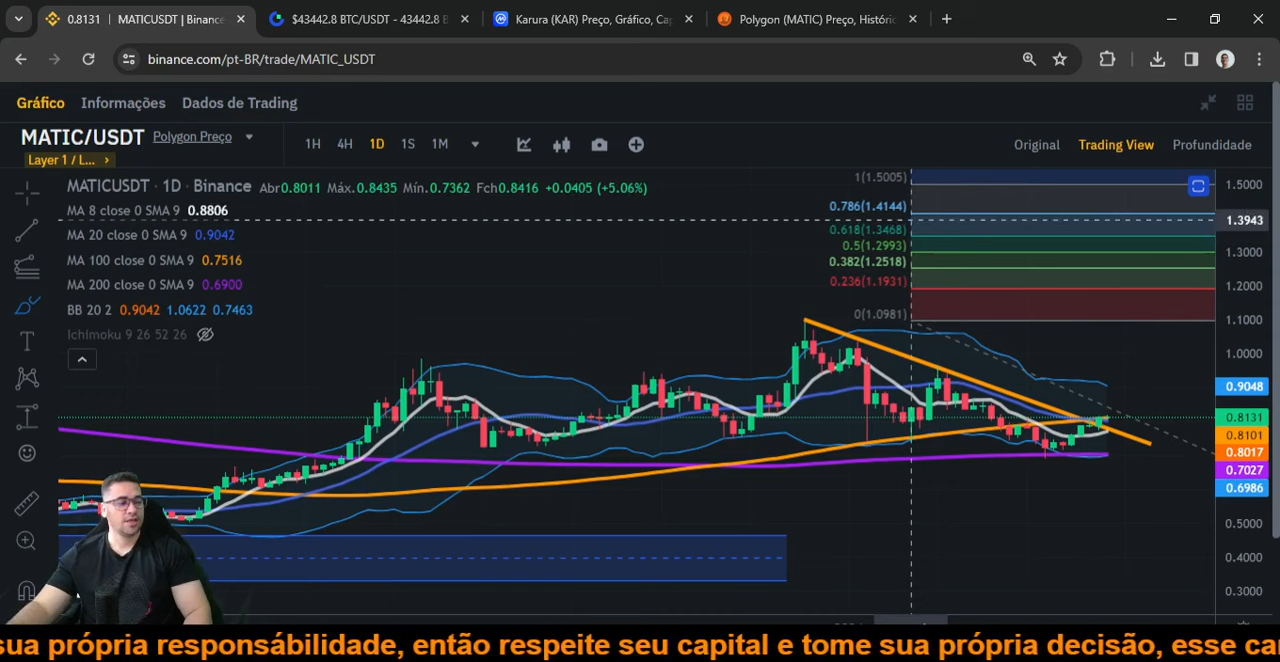 0.8131 | MATICUSDT | Binance
$43442.8 BTC/USDT - 43442.8 B
Karura (KAR) Preço, Gráfico, Ca
Polygon (MATIC) Preço, Histór
binance.com/pt-BR/trade/MATIC_USDT
Gráfico Informações Dados de Trading
MATIC/USDT Polygon Preço
Layer 1 / L... ›
1H 4H 1D 1S 1M
Original Trading View Profundidade
MATICUSDT · 1D · Binance Abr0.8011 Máx.0.8435 Mín.0.7362 Fch0.8416 +0.0405 (+5.06%)
MA 8 close 0 SMA 9 0.8806
MA 20 close 0 SMA 9 0.9042
MA 100 close 0 SMA 9 0.7516
MA 200 close 0 SMA 9 0.6900
BB 20 2 0.9042 1.0622 0.7463
Ichimoku 9 26 52 26
1(1.5005)
0.786(1.4144)
0.618(1.3468)
0.5(1.2993)
0.382(1.2518)
0.236(1.1931)
0(1.0981)
1.5000
1.3943
1.3000
1.2000
1.1000
1.0000
0.9048
0.8131
0.8101
0.8017
0.7027
0.6986
0.5000
0.4000
0.3000
sua própria responsábilidade, então respeite seu capital e tome sua própria decisão, esse ca